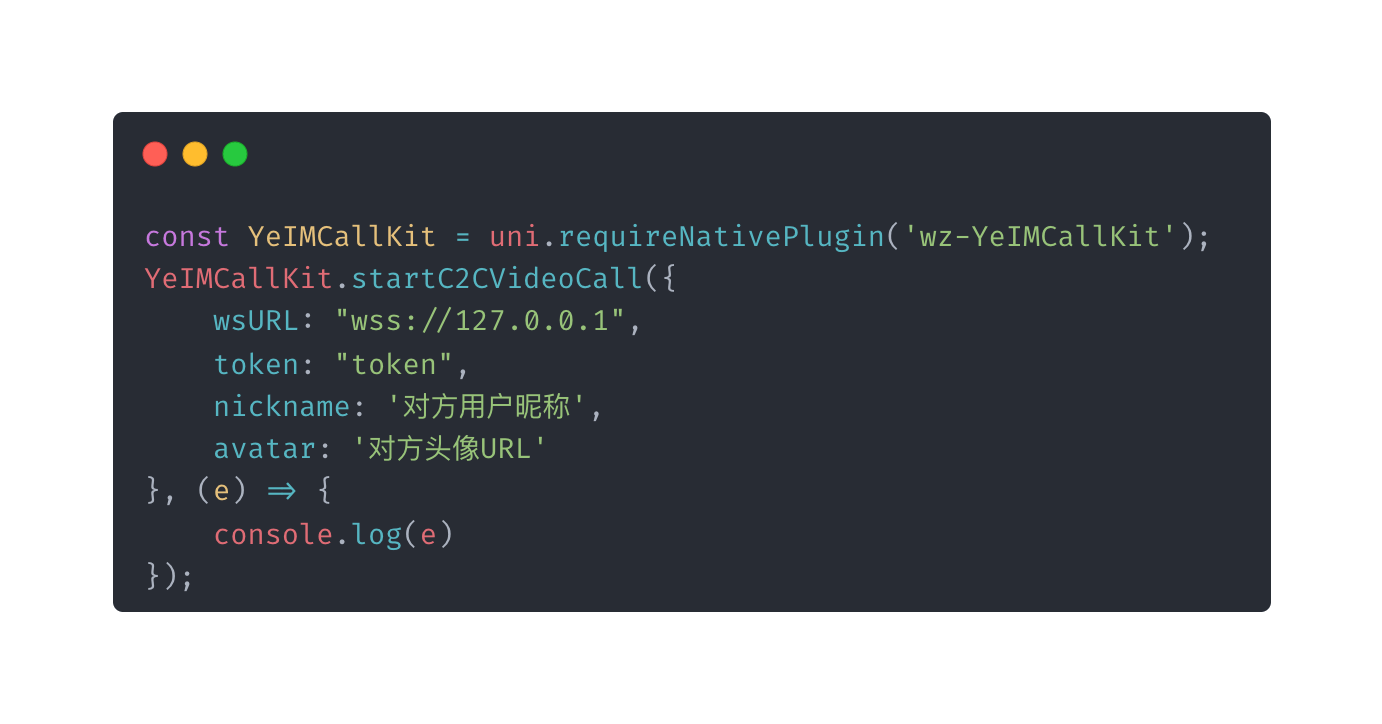 const YeIMCallKit = uni.requireNativePlugin('wz-YeIMCallKit');
YeIMCallKit.startC2CVideoCall({
    wsURL: "wss://127.0.0.1",
    token: "token",
    nickname: '对方用户昵称',
    avatar: '对方头像URL'
}, (e) => {
    console.log(e)
});